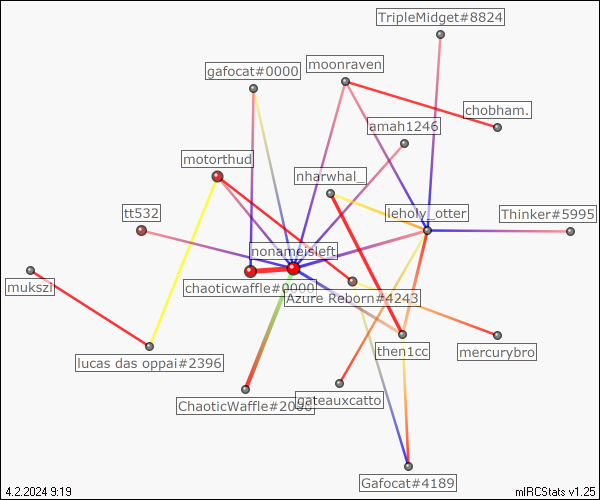 TripleMidget#8824
moonraven
gafocat#0000
chobham.
amah1246
motorthud
nharwhal_
tt532
leholy_otter
Thinker#5995
nonameisleft
mukszi
chaoticwaffle#0000
Azure Reborn#4243
then1cc
mercurybro
lucas das oppai#2396
ChaoticWaffle#20
gateauxcatto
Gafocat#4189
4.2.2024 9:19
mIRCStats v1.25